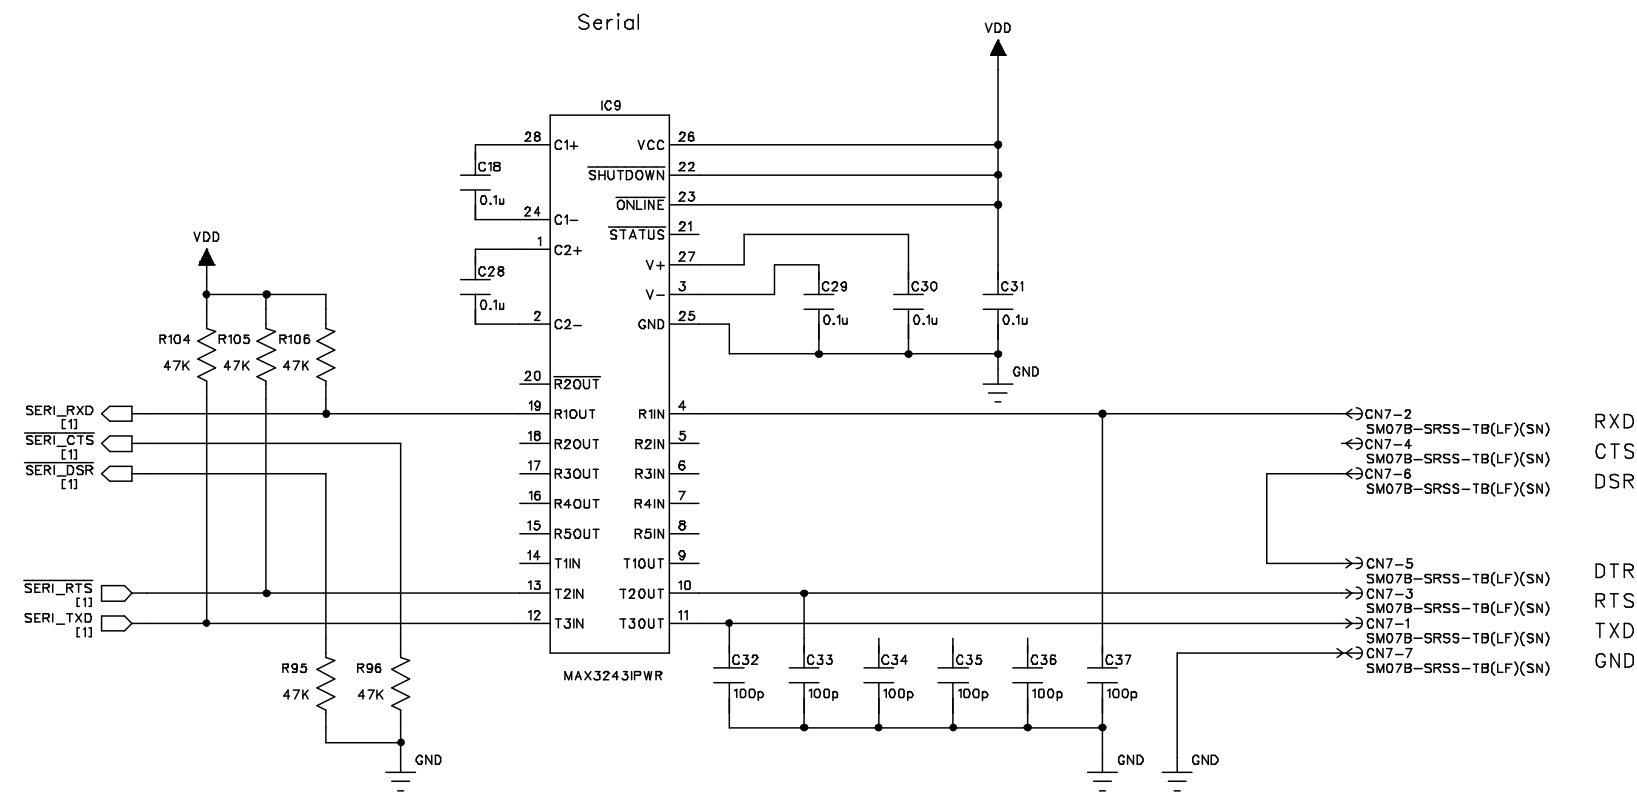 Serial
VDD
IC9
28 C1+ VCC 26
C18
0.1u
SHUTDOWN 22
ONLINE 23
24 C1-
STATUS 21
1 C2+
V+ 27
C28
0.1u
V- 3
2 C2-
GND 25
C29
0.1u
C30
0.1u
C31
0.1u
GND
VDD
R104
47K
R105
47K
R106
47K
20 R2OUT
19 R1OUT R1IN 4
18 R2OUT R2IN 5
17 R3OUT R3IN 6
16 R4OUT R4IN 7
15 R5OUT R5IN 8
14 T1IN T1OUT 9
13 T2IN T2OUT 10
12 T3IN T3OUT 11
MAX3243IPWR
SERI_RXD
[1]
SERI_CTS
[1]
SERI_DSR
[1]
SERI_RTS
[1]
SERI_TXD
[1]
R95
47K
R96
47K
GND
C32
100p
C33
100p
C34
100p
C35
100p
C36
100p
C37
100p
GND
GND
CN7-2
SM07B-SRSS-TB(LF)(SN)
RXD
CN7-4
SM07B-SRSS-TB(LF)(SN)
CTS
CN7-6
SM07B-SRSS-TB(LF)(SN)
DSR
CN7-5
SM07B-SRSS-TB(LF)(SN)
DTR
CN7-3
SM07B-SRSS-TB(LF)(SN)
RTS
CN7-1
SM07B-SRSS-TB(LF)(SN)
TXD
CN7-7
SM07B-SRSS-TB(LF)(SN)
GND